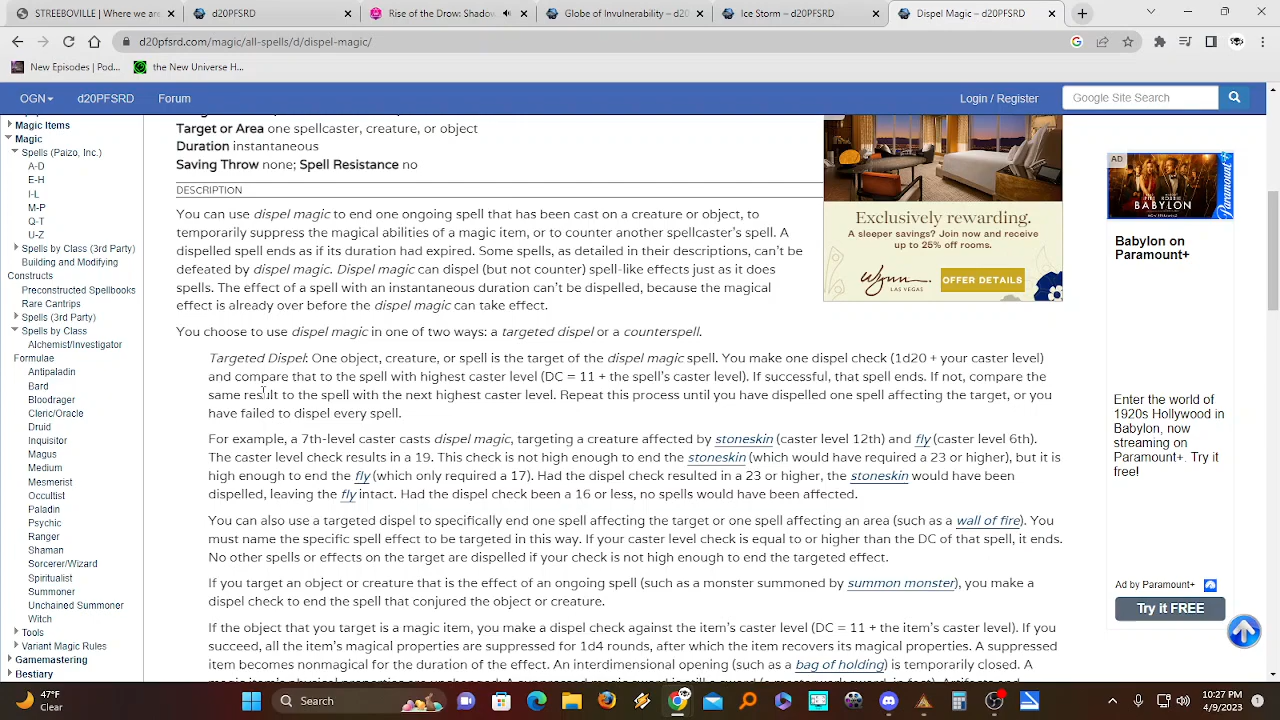 STREEBOVILLE: Where we are
d20PFSRD
Rise of the Drow: Shadow
Globe of Invulnerability – d20
Ice Storm – d20PFSRD
Dispel Magic – d20PFSRD
d20pfsrd.com/magic/all-spells/d/dispel-magic/
New Episodes | Pod...
the New Universe H...
OGN
d20PFSRD
Forum
Login / Register
Google Site Search
Magic Items
Magic
Spells (Paizo, Inc.)
A-D
E-H
I-L
M-P
Q-T
U-Z
Spells by Class (3rd Party)
Building and Modifying
Constructs
Preconstructed Spellbooks
Rare Cantrips
Spells (3rd Party)
Spells by Class
Alchemist/Investigator
Formulae
Antipaladin
Bard
Bloodrager
Cleric/Oracle
Druid
Inquisitor
Magus
Medium
Mesmerist
Occultist
Paladin
Psychic
Ranger
Shaman
Sorcerer/Wizard
Spiritualist
Summoner
Unchained Summoner
Witch
Tools
Variant Magic Rules
Gamemastering
Bestiary
Target or Area one spellcaster, creature, or object
Duration instantaneous
Saving Throw none; Spell Resistance no
DESCRIPTION
You can use dispel magic to end one ongoing spell that has been cast on a creature or object, to
temporarily suppress the magical abilities of a magic item, or to counter another spellcaster's spell. A
dispelled spell ends as if its duration had expired. Some spells, as detailed in their descriptions, can't be
defeated by dispel magic. Dispel magic can dispel (but not counter) spell-like effects just as it does
spells. The effect of a spell with an instantaneous duration can't be dispelled, because the magical
effect is already over before the dispel magic can take effect.
You choose to use dispel magic in one of two ways: a targeted dispel or a counterspell.
Targeted Dispel: One object, creature, or spell is the target of the dispel magic spell. You make one dispel check (1d20 + your caster level)
and compare that to the spell with highest caster level (DC = 11 + the spell's caster level). If successful, that spell ends. If not, compare the
same result to the spell with the next highest caster level. Repeat this process until you have dispelled one spell affecting the target, or you
have failed to dispel every spell.
For example, a 7th-level caster casts dispel magic, targeting a creature affected by stoneskin (caster level 12th) and fly (caster level 6th).
The caster level check results in a 19. This check is not high enough to end the stoneskin (which would have required a 23 or higher), but it is
high enough to end the fly (which only required a 17). Had the dispel check resulted in a 23 or higher, the stoneskin would have been
dispelled, leaving the fly intact. Had the dispel check been a 16 or less, no spells would have been affected.
You can also use a targeted dispel to specifically end one spell affecting the target or one spell affecting an area (such as a wall of fire). You
must name the specific spell effect to be targeted in this way. If your caster level check is equal to or higher than the DC of that spell, it ends.
No other spells or effects on the target are dispelled if your check is not high enough to end the targeted effect.
If you target an object or creature that is the effect of an ongoing spell (such as a monster summoned by summon monster), you make a
dispel check to end the spell that conjured the object or creature.
If the object that you target is a magic item, you make a dispel check against the item's caster level (DC = 11 + the item's caster level). If you
succeed, all the item's magical properties are suppressed for 1d4 rounds, after which the item recovers its magical properties. A suppressed
item becomes nonmagical for the duration of the effect. An interdimensional opening (such as a bag of holding) is temporarily closed. A
Exclusively rewarding.
A sleeper savings? Join now and receive
up to 25% off rooms.
Wynn
LAS VEGAS
OFFER DETAILS
AD
BABYLON
Paramount+
Babylon on
Paramount+
Enter the world of
1920s Hollywood in
Babylon, now
streaming on
Paramount+. Try it
free!
Ad by Paramount+
Try it FREE
47°F
Clear
Search
10:27 PM
4/9/2023
1